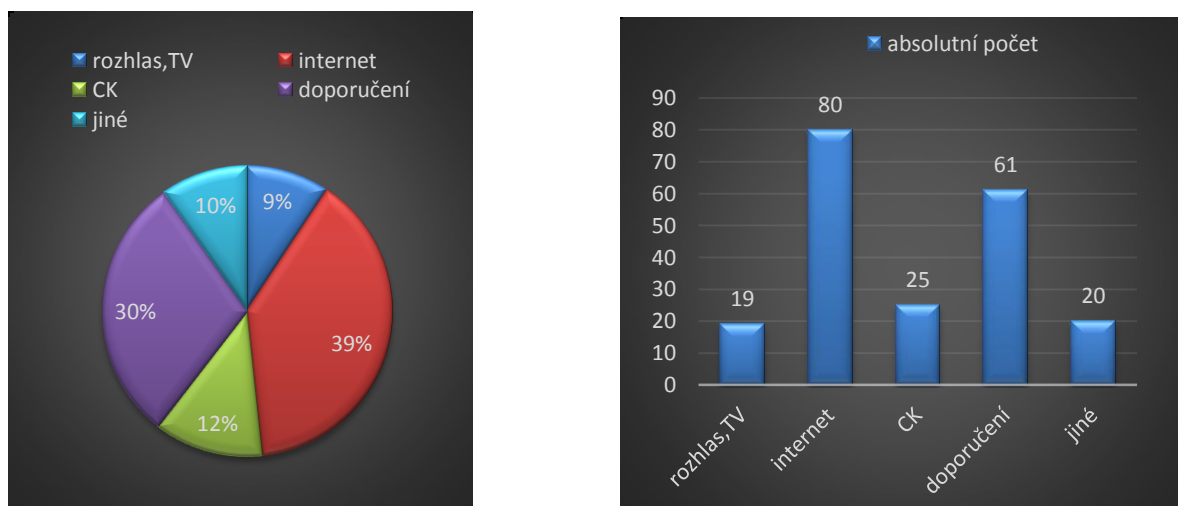 rozhlas,TV internet
CK doporučení
jiné
10% 9%
30% 39%
12%
absolutní počet
90
80
70
60
50
40
30
20
10
0
19 80 25 61 20
rozhlas,TV internet CK doporučení jiné